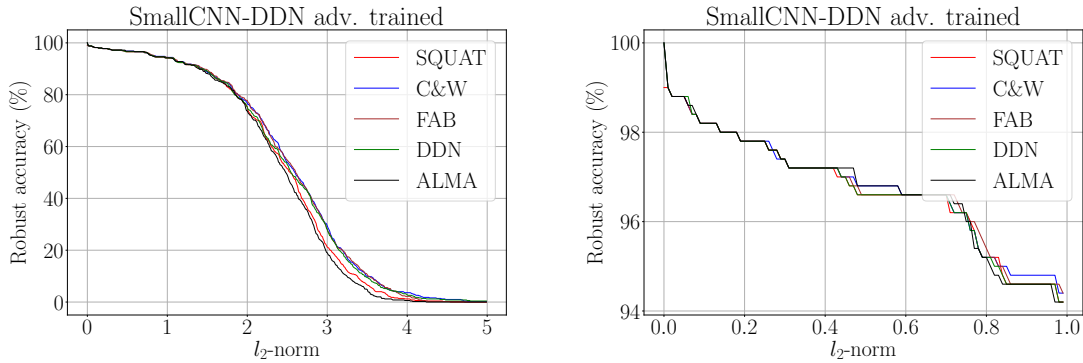 SmallCNN-DDN adv. trained
Robust accuracy (%)
100
80
60
40
20
0
SQUAT
C&W
FAB
DDN
ALMA
0 1 2 3 4 5
l₂-norm
SmallCNN-DDN adv. trained
Robust accuracy (%)
100
98
96
94
SQUAT
C&W
FAB
DDN
ALMA
0.0 0.2 0.4 0.6 0.8 1.0
l₂-norm